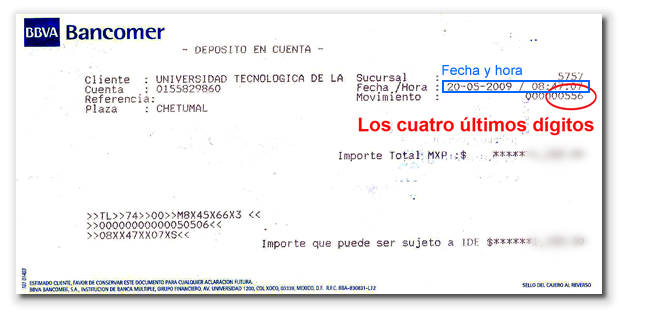 BBVA Bancomer
- DEPOSITO EN CUENTA -
Fecha y hora
Cliente : UNIVERSIDAD TECNOLOGICA DE LA Sucursal : 5757
Cuenta : 0155829860 Fecha /Hora : 20-05-2009 / 08:47:07
Referencia: Movimiento : 000000556
Plaza : CHETUMAL
Los cuatro últimos dígitos
Importe Total MXP :$ *****
>>TL>>74>>00>>M8X45X66X3 <<
>>00000000000050506 <<
>>08XX47XX07XS<<
Importe que puede ser sujeto a IDE $******
ESTIMADO CLIENTE, FAVOR DE CONSERVAR ESTE DOCUMENTO PARA CUALQUIER ACLARACION FUTURA.
BBVA BANCOMER, S.A., INSTITUCION DE BANCA MULTIPLE, GRUPO FINANCIERO, AV. UNIVERSIDAD 1200, COL XOCO, 03339, MEXICO, D.F. R.F.C. BBA-830831-LJ2
SELLO DEL CAJERO AL REVERSO